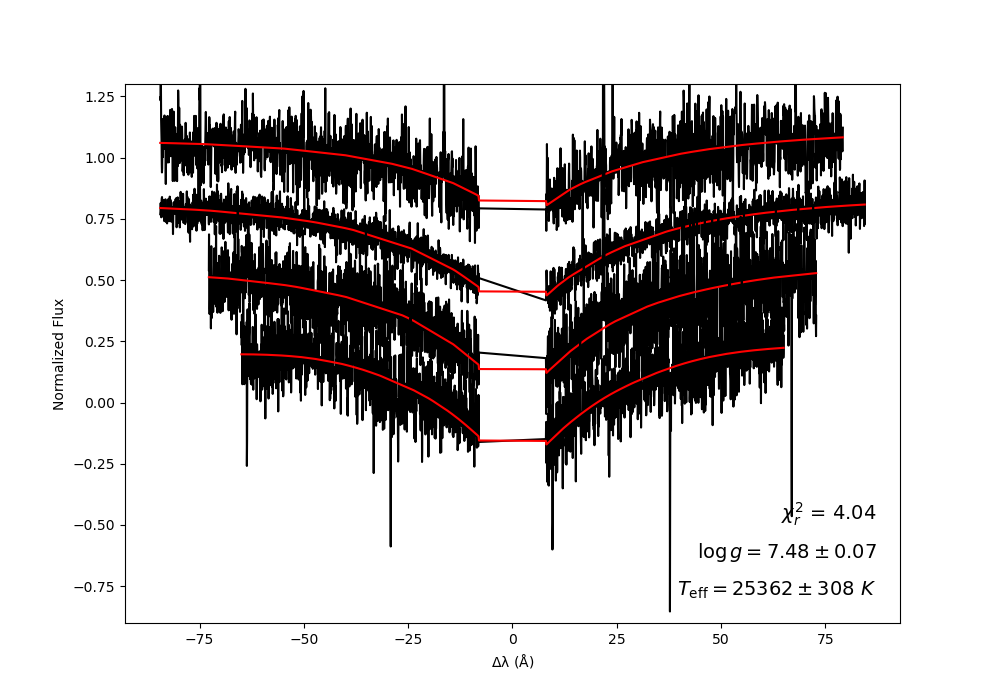 1.25
1.00
0.75
0.50
0.25
0.00
−0.25
−0.50
−0.75
Normalized Flux
χ²ᵣ = 4.04
log g = 7.48 ± 0.07
T_eff = 25362 ± 308 K
−75 −50 −25 0 25 50 75
Δλ (Å)